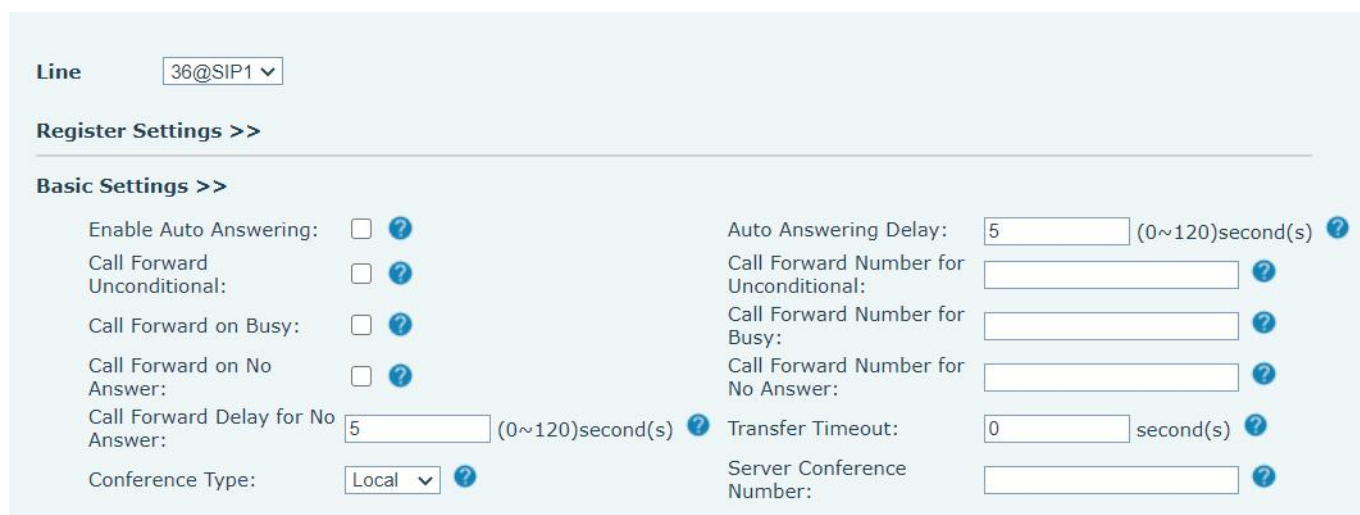 Line 36@SIP1
Register Settings >>
Basic Settings >>
Enable Auto Answering: ? Auto Answering Delay: 5 (0~120)second(s) ?
Call Forward
Unconditional: ? Call Forward Number for
Unconditional: ?
Call Forward on Busy: ? Call Forward Number for
Busy: ?
Call Forward on No
Answer: ? Call Forward Number for
No Answer: ?
Call Forward Delay for No
Answer: 5 (0~120)second(s) ? Transfer Timeout: 0 second(s) ?
Conference Type: Local ? Server Conference
Number: ?